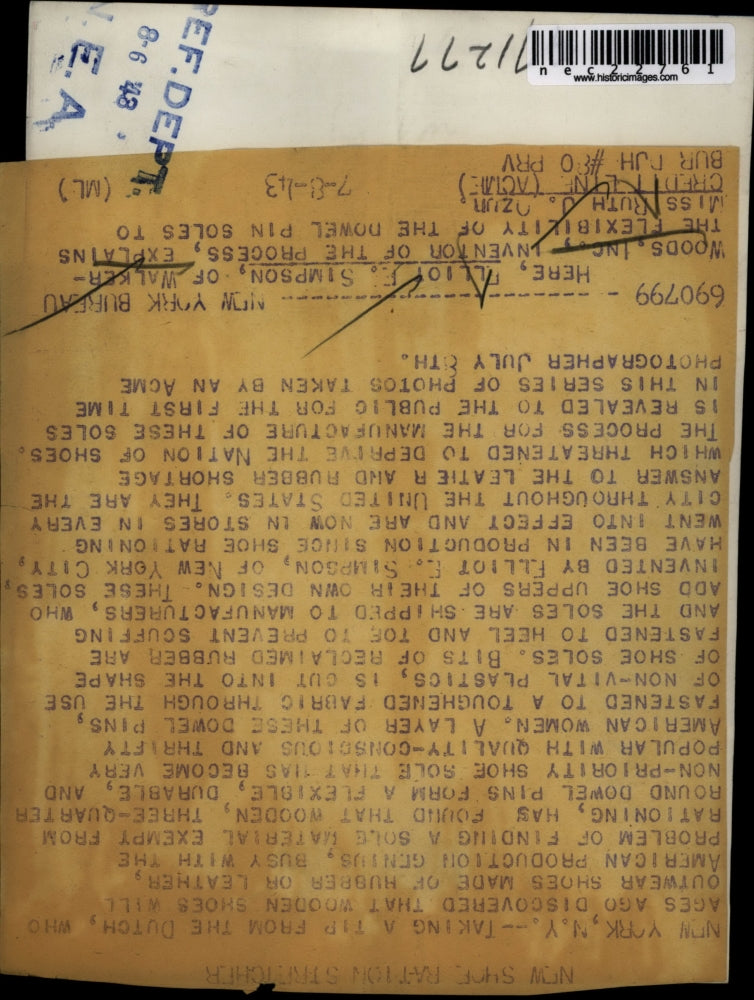 NEW SHOE RATION STRETCHER
NEW YORK, N.Y.--TAKING A TIP FROM THE DUTCH, WHO
AGES AGO DISCOVERED THAT WOODEN SHOES WILL
OUTWEAR SHOES MADE OF RUBBER OR LEATHER,
AMERICAN PRODUCTION GENIUS, BUSY WITH THE
PROBLEM OF FINDING A SOLE MATERIAL EXEMPT FROM
RATIONING, HAS FOUND THAT WOODEN, THREE-QUARTER
ROUND DOWEL PINS FORM A FLEXIBLE, DURABLE, AND
NON-PRIORITY SHOE SOLE THAT HAS BECOME VERY
POPULAR WITH QUALITY-CONSCIOUS AND THRIFTY
AMERICAN WOMEN. A LAYER OF THESE DOWEL PINS,
FASTENED TO A TOUGHENED FABRIC THROUGH THE USE
OF NON-VITAL PLASTICS, IS CUT INTO THE SHAPE
OF SHOE SOLES. BITS OF RECLAIMED RUBBER ARE
FASTENED TO HEEL AND TOE TO PREVENT SCUFFING
AND THE SOLES ARE SHIPPED TO MANUFACTURERS, WHO
ADD SHOE UPPERS OF THEIR OWN DESIGN. THESE SOLES,
INVENTED BY ELLIOT E. SIMPSON, OF NEW YORK CITY,
HAVE BEEN IN PRODUCTION SINCE SHOE RATIONING
WENT INTO EFFECT AND ARE NOW IN STORES IN EVERY
CITY THROUGHOUT THE UNITED STATES. THEY ARE THE
ANSWER TO THE LEATHER AND RUBBER SHORTAGE
WHICH THREATENED TO DEPRIVE THE NATION OF SHOES.
THE PROCESS FOR THE MANUFACTURE OF THESE SOLES
IS REVEALED TO THE PUBLIC FOR THE FIRST TIME
IN THIS SERIES OF PHOTOS TAKEN BY AN ACME
PHOTOGRAPHER JULY 8TH.
690799 - -------------------- NEW YORK BUREAU
HERE, ELLIOT E. SIMPSON, OF WALKER-
WOODS, INC., INVENTOR OF THE PROCESS, EXPLAINS
THE FLEXIBILITY OF THE DOWEL PIN SOLES TO
MISS RUTH J. OZUR.
CREDIT LINE (ACME) 7-8-43 (ML)
BUR DJH #80 PRV
REF. DEPT.
8-6 43
N.E.A.
71277
nec22761
www.historicimages.com